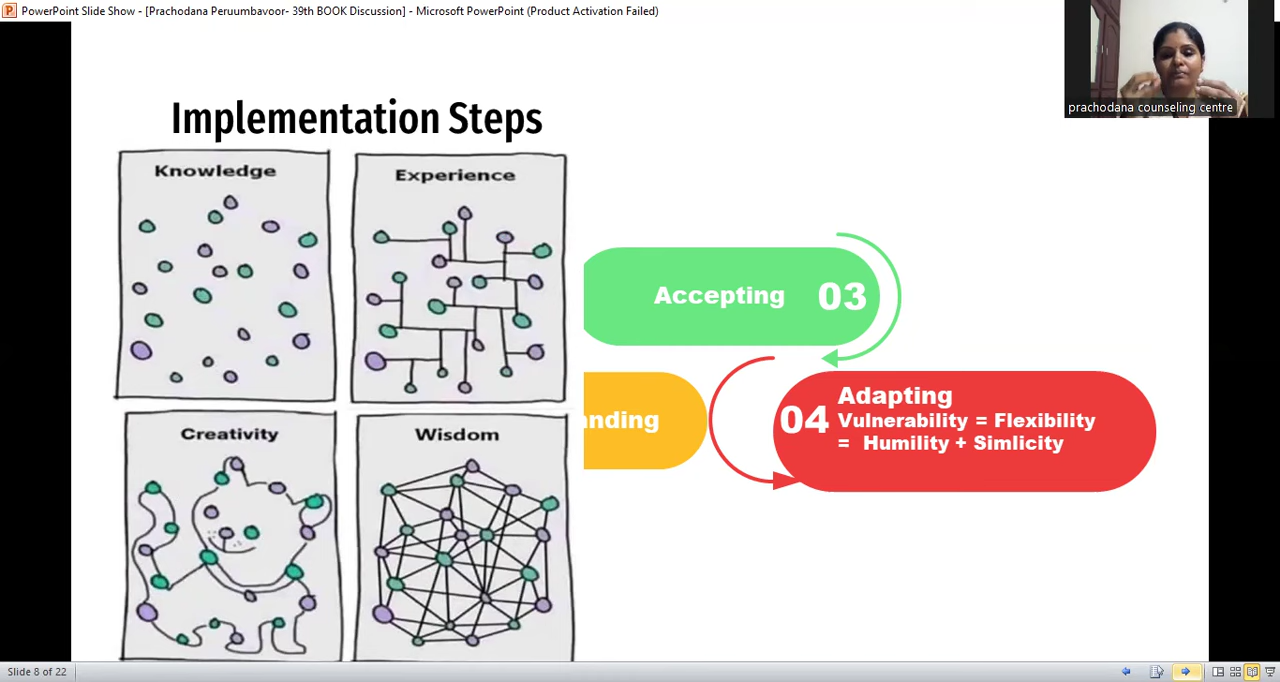 PowerPoint Slide Show - [Prachodana Peruumbavoor- 39th BOOK Discussion] - Microsoft PowerPoint (Product Activation Failed)
prachodana counseling centre
Implementation Steps
Knowledge
Experience
Creativity
Wisdom
Accepting 03
nding
04 Adapting
Vulnerability = Flexibility
= Humility + Simlicity
Slide 8 of 22